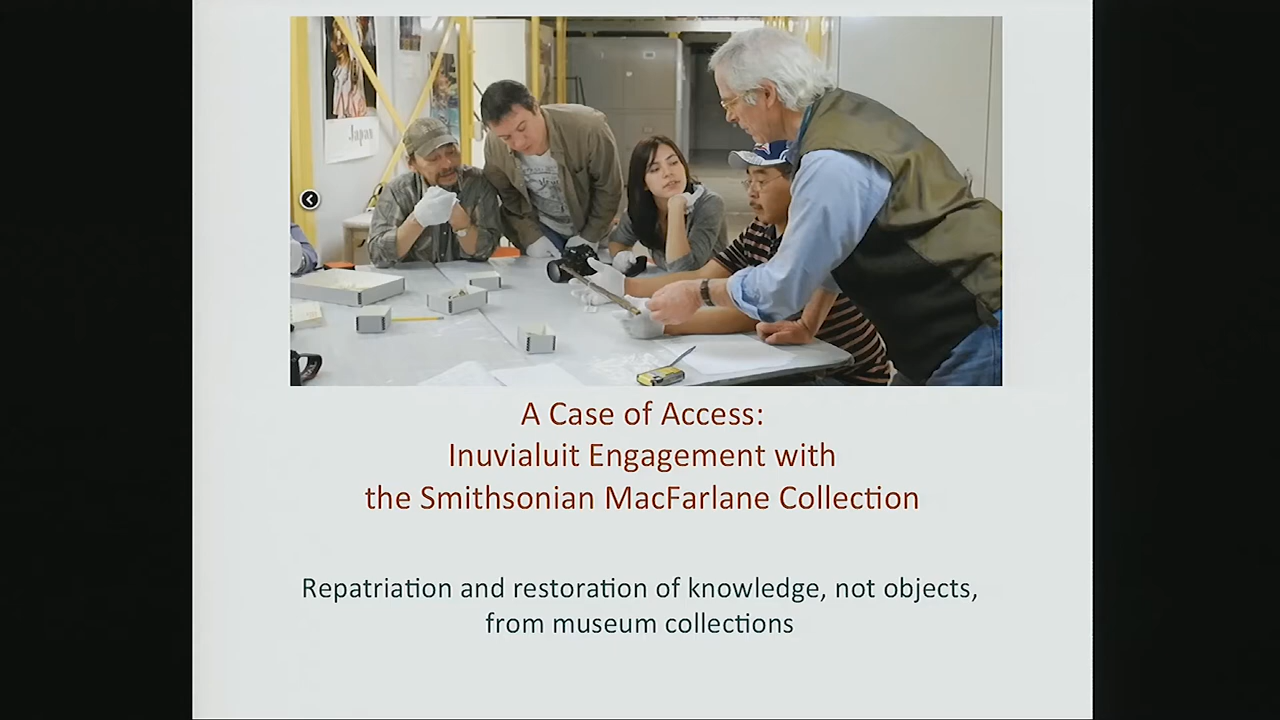 Japan
A Case of Access:
Inuvialuit Engagement with
the Smithsonian MacFarlane Collection
Repatriation and restoration of knowledge, not objects,
from museum collections